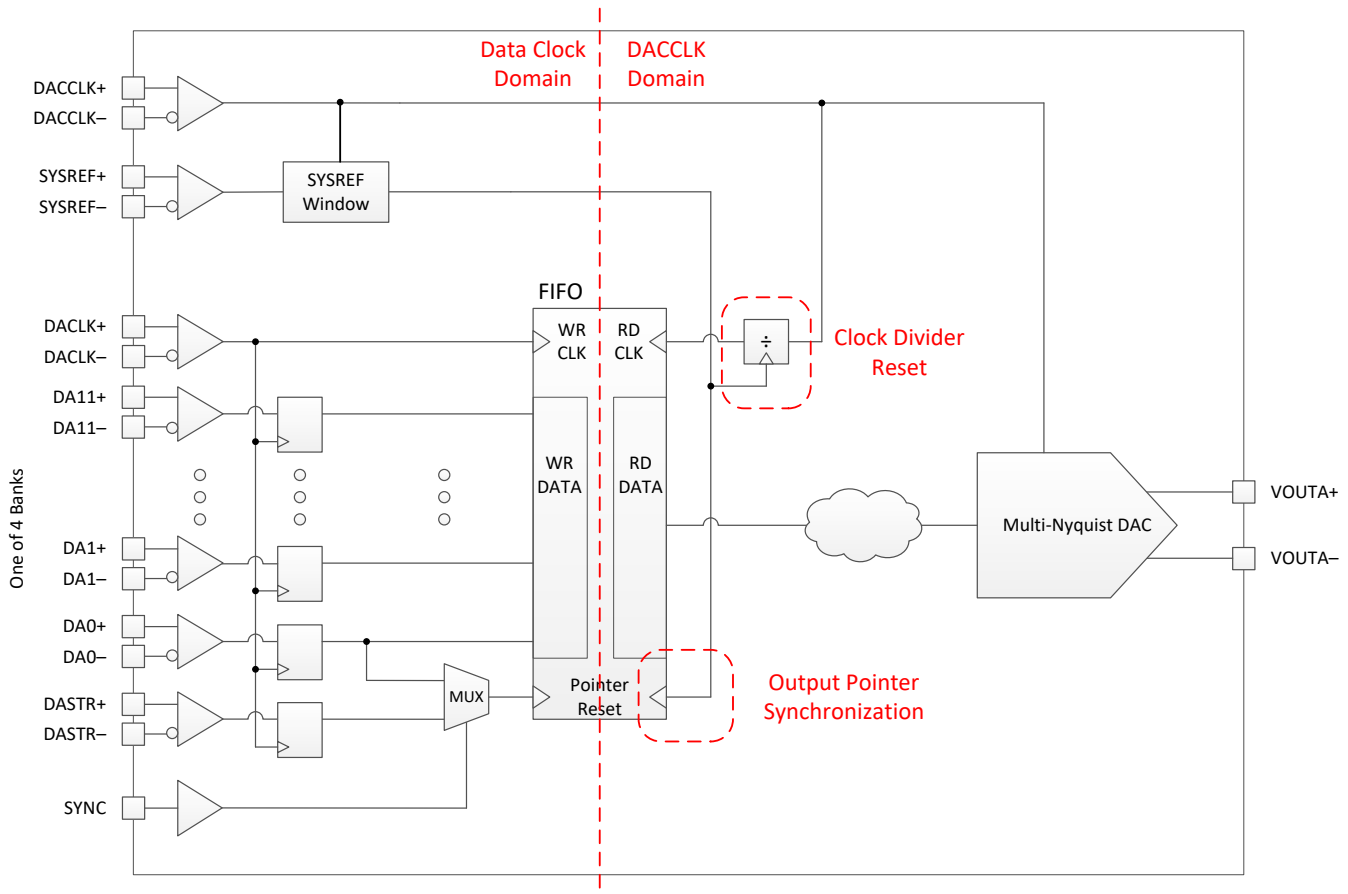 Data Clock
Domain
DACCLK
Domain
DACCLK+
DACCLK–
SYSREF+
SYSREF–
SYSREF
Window
FIFO
DACLK+
DACLK–
WR
CLK
RD
CLK
÷
Clock Divider
Reset
DA11+
DA11–
WR
DATA
RD
DATA
One of 4 Banks
Multi-Nyquist DAC
VOUTA+
VOUTA–
DA1+
DA1–
DA0+
DA0–
DASTR+
DASTR–
MUX
Pointer
Reset
Output Pointer
Synchronization
SYNC